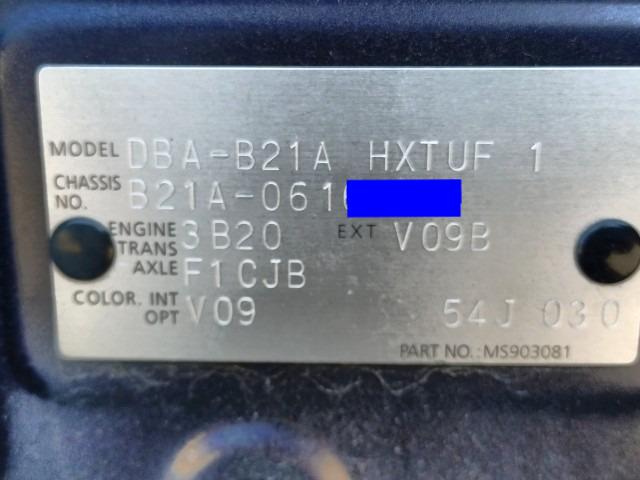 MODEL DBA-B21A HXTUF 1
CHASSIS NO. B21A-061
ENGINE 3B20 EXT V09B
TRANS AXLE F1CJB
COLOR. INT V09 54J 030
OPT
PART NO.: MS903081